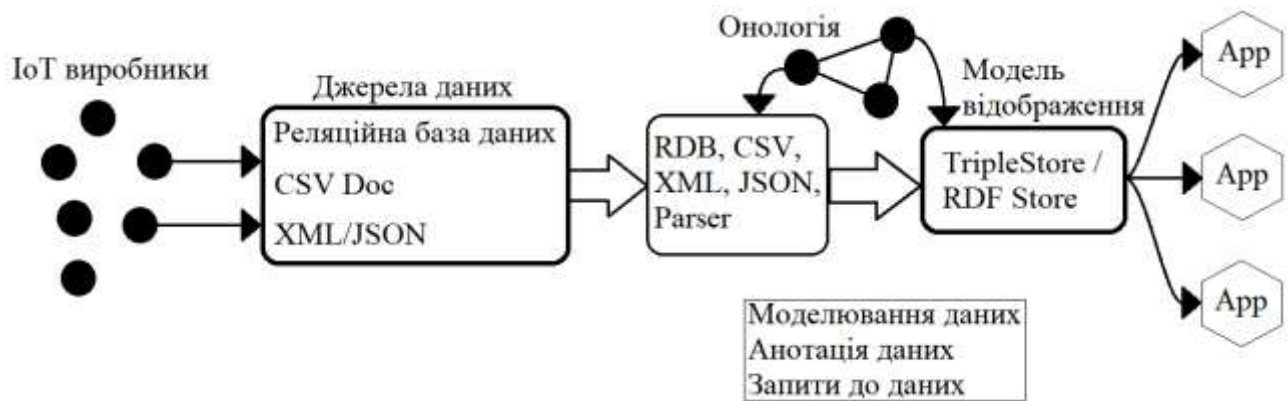 IoT виробники
Джерела даних
Реляційна база даних
CSV Doc
XML/JSON
Онологія
RDB, CSV,
XML, JSON,
Parser
Модель
відображення
TripleStore /
RDF Store
App
App
App
Моделювання даних
Анотація даних
Запити до даних